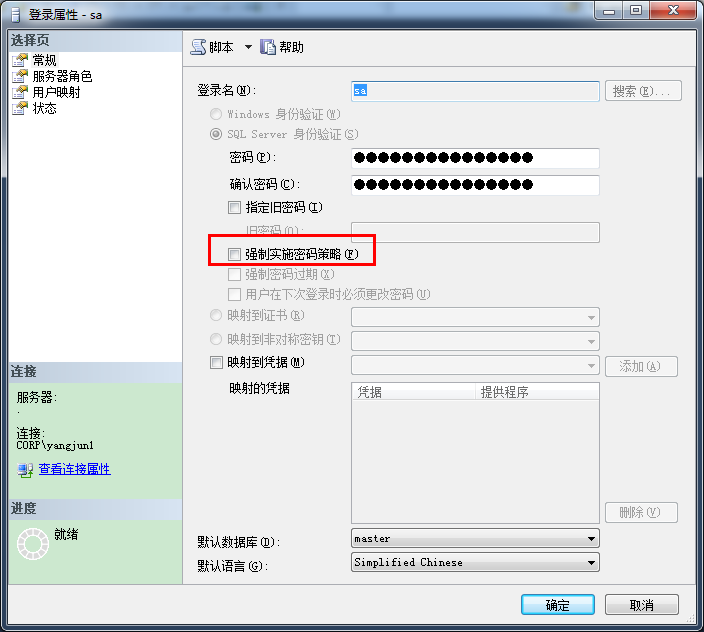 登录属性 - sa
选择页
常规
服务器角色
用户映射
状态
脚本
帮助
登录名(N):
sa
搜索(E)...
Windows 身份验证(W)
SQL Server 身份验证(S)
密码(P):
●●●●●●●●●●●●●●●
确认密码(C):
●●●●●●●●●●●●●●●
指定旧密码(I)
旧密码(O):
强制实施密码策略(F)
强制密码过期(X)
用户在下次登录时必须更改密码(U)
映射到证书(R)
映射到非对称密钥(T)
映射到凭据(M)
添加(A)
映射的凭据
凭据
提供程序
删除(V)
默认数据库(D):
master
默认语言(G):
Simplified Chinese
连接
服务器:
.
连接:
CORP\yangjun1
查看连接属性
进度
就绪
确定
取消